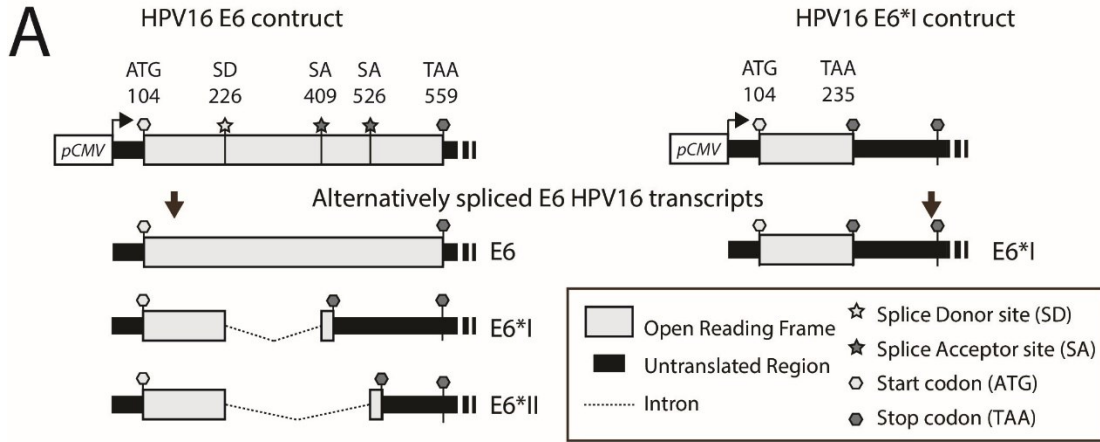 A
HPV16 E6 contruct
HPV16 E6*I contruct
ATG SD SA SA TAA
104 226 409 526 559
ATG TAA
104 235
pCMV
pCMV
Alternatively spliced E6 HPV16 transcripts
E6
E6*I
E6*I
E6*II
Open Reading Frame
Untranslated Region
Intron
Splice Donor site (SD)
Splice Acceptor site (SA)
Start codon (ATG)
Stop codon (TAA)